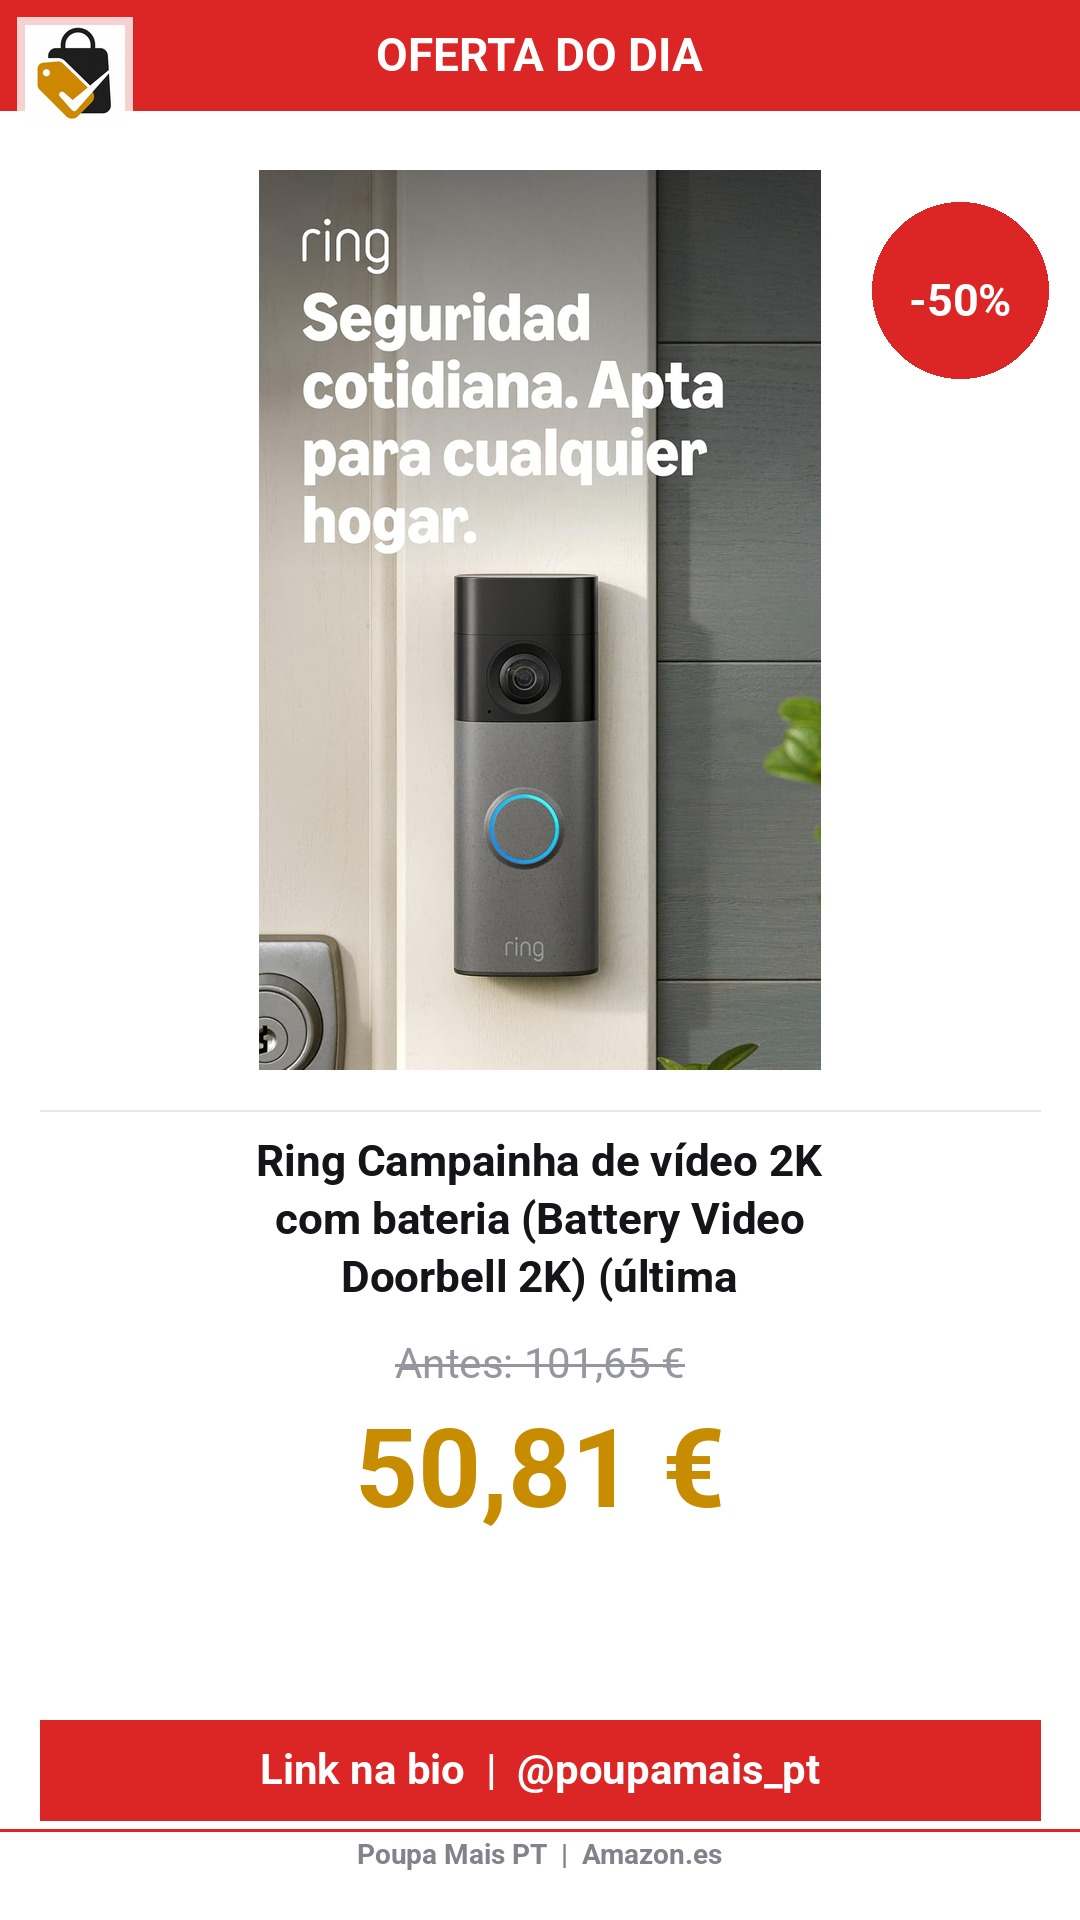 OFERTA DO DIA
-50%
ring
Seguridad
cotidiana. Apta
para cualquier
hogar.
ring
Ring Campainha de vídeo 2K
com bateria (Battery Video
Doorbell 2K) (última
Antes: 101,65 €
50,81 €
Link na bio | @poupamais_pt
Poupa Mais PT | Amazon.es